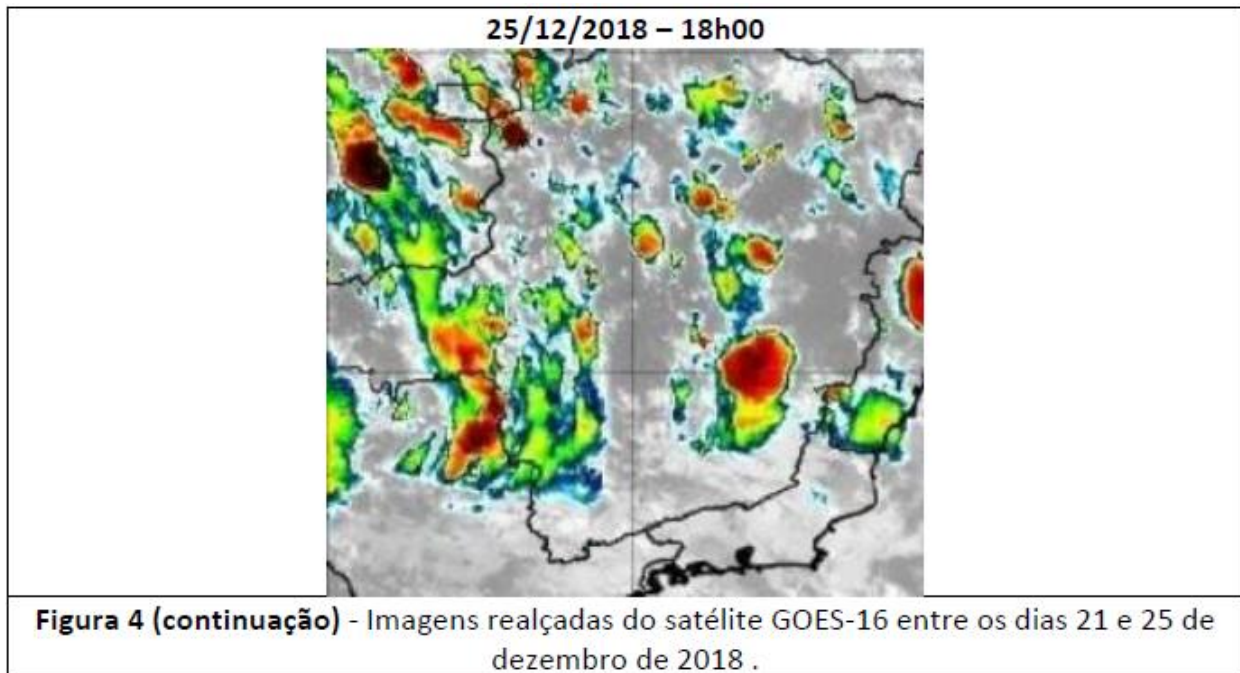 25/12/2018 – 18h00
Figura 4 (continuação) - Imagens realçadas do satélite GOES-16 entre os dias 21 e 25 de
dezembro de 2018 .